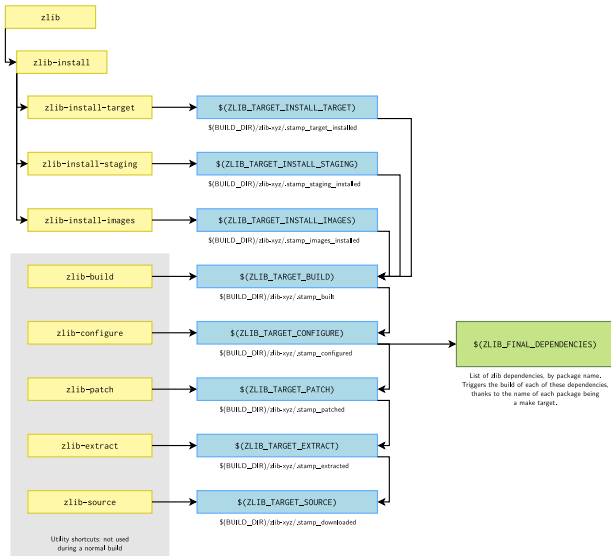 zlib
zlib-install
zlib-install-target
$(ZLIB_TARGET_INSTALL_TARGET)
$(BUILD_DIR)/zlib-xyz/.stamp_target_installed
zlib-install-staging
$(ZLIB_TARGET_INSTALL_STAGING)
$(BUILD_DIR)/zlib-xyz/.stamp_staging_installed
zlib-install-images
$(ZLIB_TARGET_INSTALL_IMAGES)
$(BUILD_DIR)/zlib-xyz/.stamp_images_installed
zlib-build
$(ZLIB_TARGET_BUILD)
$(BUILD_DIR)/zlib-xyz/.stamp_built
zlib-configure
$(ZLIB_TARGET_CONFIGURE)
$(BUILD_DIR)/zlib-xyz/.stamp_configured
$(ZLIB_FINAL_DEPENDENCIES)
List of zlib dependencies, by package name.
Triggers the build of each of these dependencies,
thanks to the name of each package being
a make target.
zlib-patch
$(ZLIB_TARGET_PATCH)
$(BUILD_DIR)/zlib-xyz/.stamp_patched
zlib-extract
$(ZLIB_TARGET_EXTRACT)
$(BUILD_DIR)/zlib-xyz/.stamp_extracted
zlib-source
$(ZLIB_TARGET_SOURCE)
$(BUILD_DIR)/zlib-xyz/.stamp_downloaded
Utility shortcuts: not used
during a normal build